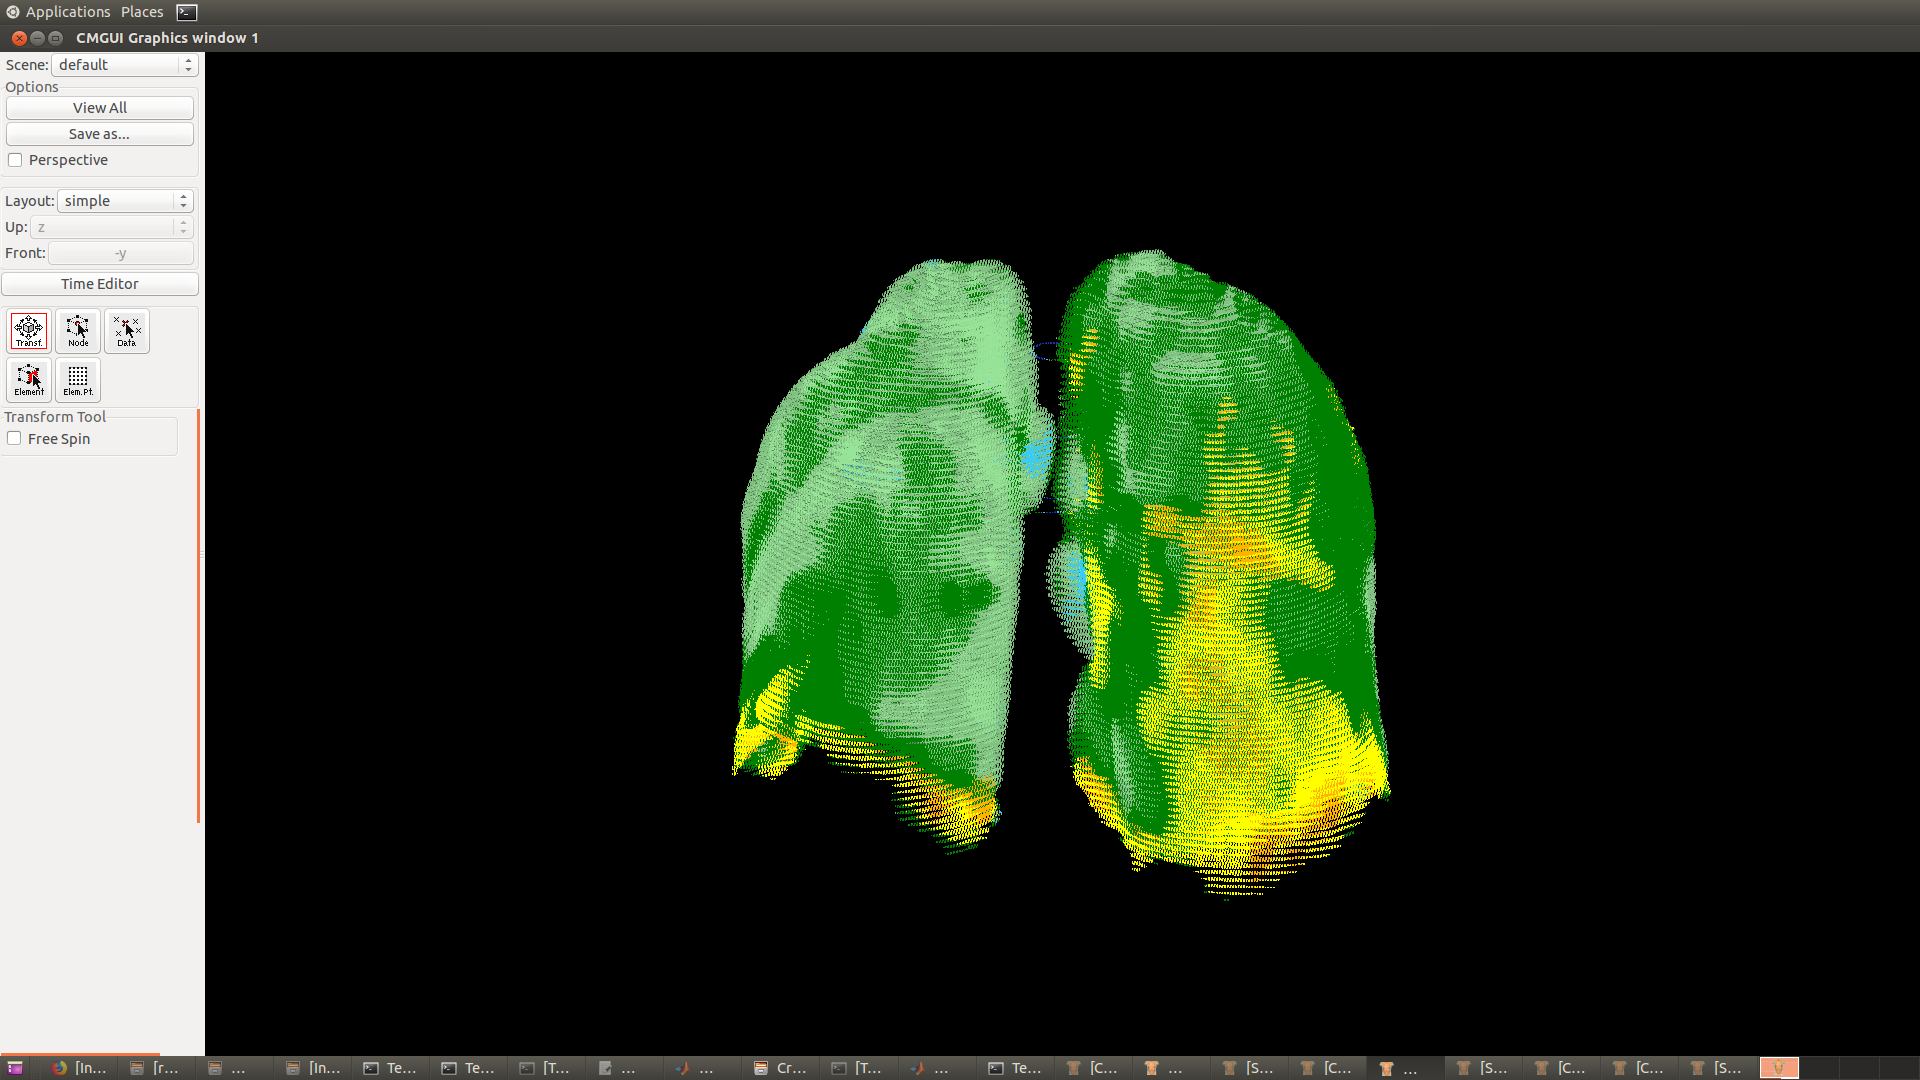 Applications Places
CMGUI Graphics window 1
Scene: default
Options
View All
Save as...
Perspective
Layout: simple
Up: z
Front: -y
Time Editor
Transf. Node Data
Element Elem.Pt.
Transform Tool
Free Spin
[In... [r... ... [In... Te... Te... [T... ... ... Cr... [T... ... Te... [C... ... [S... [C... ... [S... [C... [C... [S...